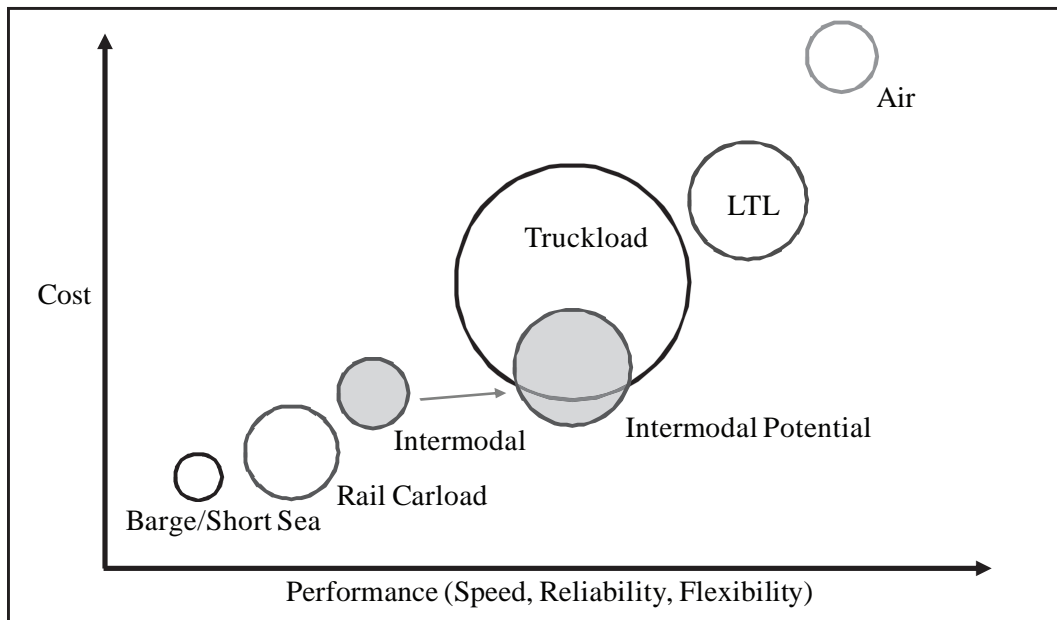 Air
LTL
Truckload
Cost
Intermodal Potential
Intermodal
Rail Carload
Barge/Short Sea
Performance (Speed, Reliability, Flexibility)